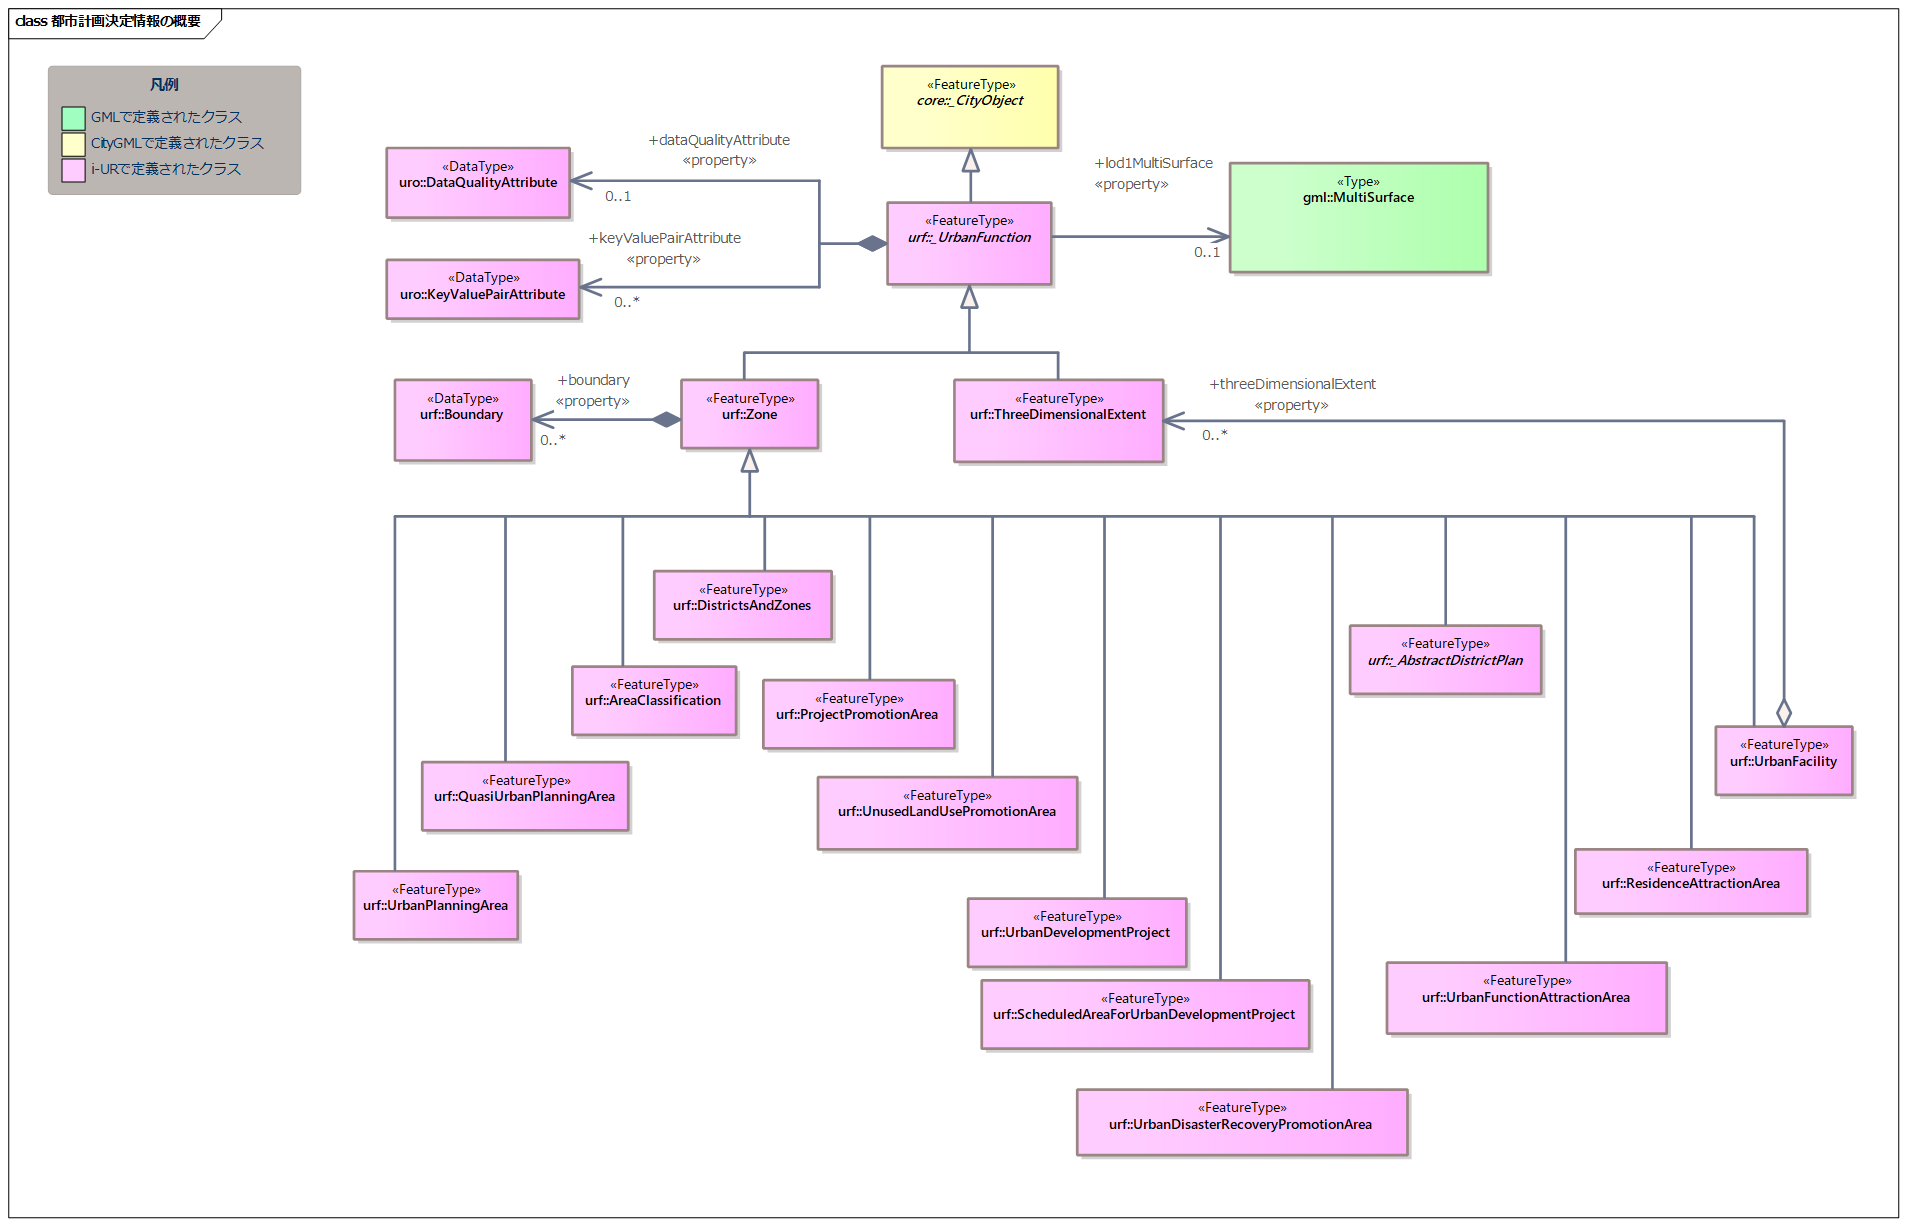 class 都市計画決定情報の概要
凡例
GMLで定義されたクラス
CityGMLで定義されたクラス
i-URで定義されたクラス
«FeatureType»
core::_CityObject
+dataQualityAttribute
«property»
0..1
«DataType»
uro::DataQualityAttribute
+lod1MultiSurface
«property»
0..1
«Type»
gml::MultiSurface
«FeatureType»
urf::_UrbanFunction
+keyValuePairAttribute
«property»
0..*
«DataType»
uro::KeyValuePairAttribute
«DataType»
urf::Boundary
+boundary
«property»
0..*
«FeatureType»
urf::Zone
«FeatureType»
urf::ThreeDimensionalExtent
+threeDimensionalExtent
«property»
0..*
«FeatureType»
urf::DistrictsAndZones
«FeatureType»
urf::_AbstractDistrictPlan
«FeatureType»
urf::AreaClassification
«FeatureType»
urf::ProjectPromotionArea
«FeatureType»
urf::UrbanFacility
«FeatureType»
urf::QuasiUrbanPlanningArea
«FeatureType»
urf::UnusedLandUsePromotionArea
«FeatureType»
urf::ResidenceAttractionArea
«FeatureType»
urf::UrbanPlanningArea
«FeatureType»
urf::UrbanDevelopmentProject
«FeatureType»
urf::UrbanFunctionAttractionArea
«FeatureType»
urf::ScheduledAreaForUrbanDevelopmentProject
«FeatureType»
urf::UrbanDisasterRecoveryPromotionArea